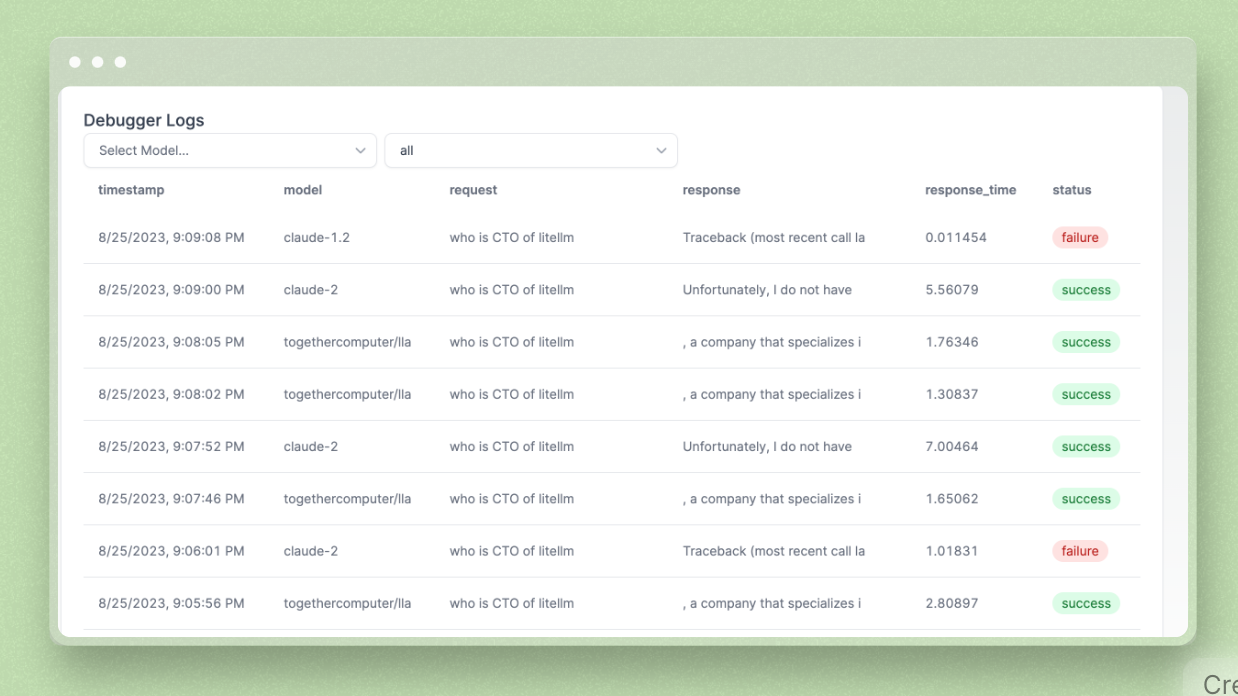 Debugger Logs
Select Model... all
timestamp model request response response_time status
8/25/2023, 9:09:08 PM claude-1.2 who is CTO of litellm Traceback (most recent call la 0.011454 failure
8/25/2023, 9:09:00 PM claude-2 who is CTO of litellm Unfortunately, I do not have 5.56079 success
8/25/2023, 9:08:05 PM togethercomputer/lla who is CTO of litellm , a company that specializes i 1.76346 success
8/25/2023, 9:08:02 PM togethercomputer/lla who is CTO of litellm , a company that specializes i 1.30837 success
8/25/2023, 9:07:52 PM claude-2 who is CTO of litellm Unfortunately, I do not have 7.00464 success
8/25/2023, 9:07:46 PM togethercomputer/lla who is CTO of litellm , a company that specializes i 1.65062 success
8/25/2023, 9:06:01 PM claude-2 who is CTO of litellm Traceback (most recent call la 1.01831 failure
8/25/2023, 9:05:56 PM togethercomputer/lla who is CTO of litellm , a company that specializes i 2.80897 success